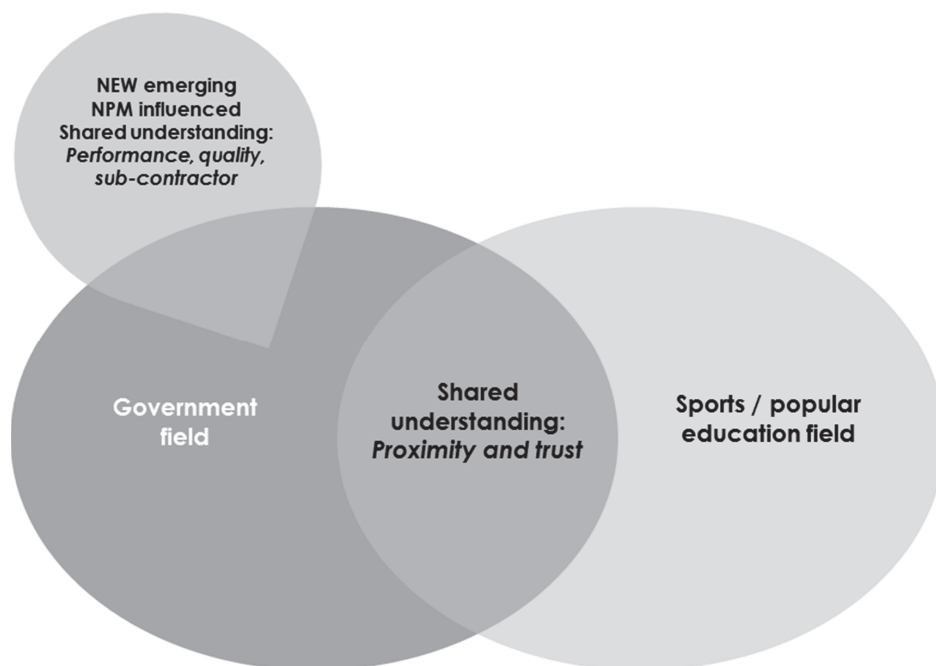 NEW emerging
NPM influenced
Shared understanding:
Performance, quality,
sub-contractor
Government
field
Shared
understanding:
Proximity and trust
Sports / popular
education field